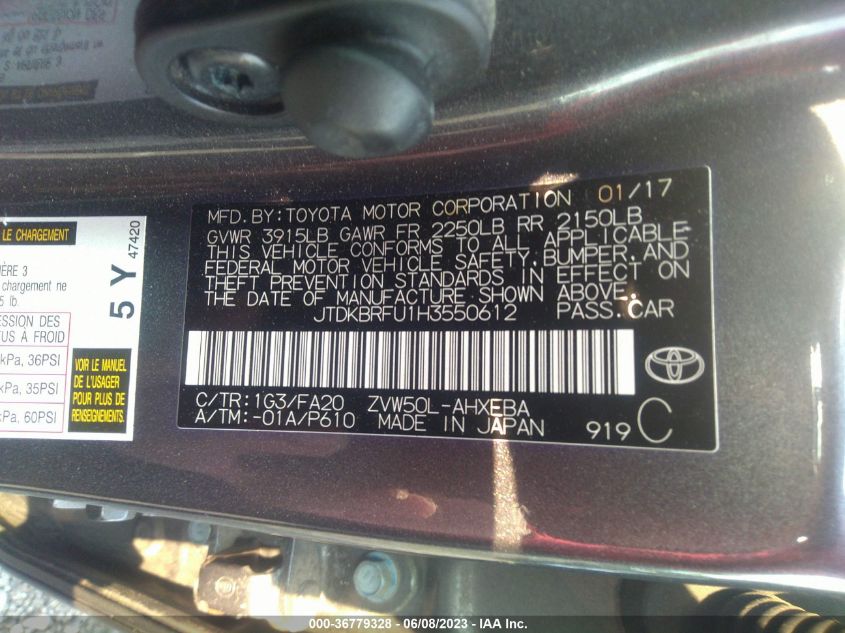 MFD. BY: TOYOTA MOTOR CORPORATION 01/17
GVWR 3915LB GAWR FR 2250LB RR 2150LB
THIS VEHICLE CONFORMS TO ALL APPLICABLE
FEDERAL MOTOR VEHICLE SAFETY, BUMPER, AND
THEFT PREVENTION STANDARDS IN EFFECT ON
THE DATE OF MANUFACTURE SHOWN ABOVE.
JTDKBRFU1H3550612 PASS. CAR
C/TR: 1G3/FA20 ZVW50L-AHXEBA
A/TM: -01A/P610 MADE IN JAPAN 919 C
CHARGEMENT
5 Y 47420
3
chargement ne
5 lb.
DES
À FROID
kPa, 36PSI
kPa, 35PSI
kPa, 60PSI
VOIR LE MANUEL
DE L'USAGER
POUR PLUS DE
RENSEIGNEMENTS.
000-36779328 - 06/08/2023 - IAA Inc.